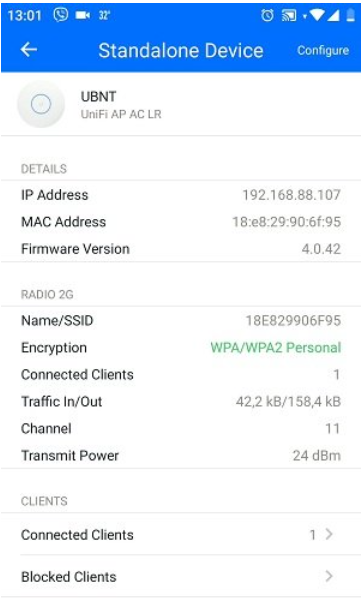 13:01 32°
Standalone Device Configure
UBNT
UniFi AP AC LR
DETAILS
IP Address 192.168.88.107
MAC Address 18:e8:29:90:6f:95
Firmware Version 4.0.42
RADIO 2G
Name/SSID 18E829906F95
Encryption WPA/WPA2 Personal
Connected Clients 1
Traffic In/Out 42,2 kB/158,4 kB
Channel 11
Transmit Power 24 dBm
CLIENTS
Connected Clients 1
Blocked Clients